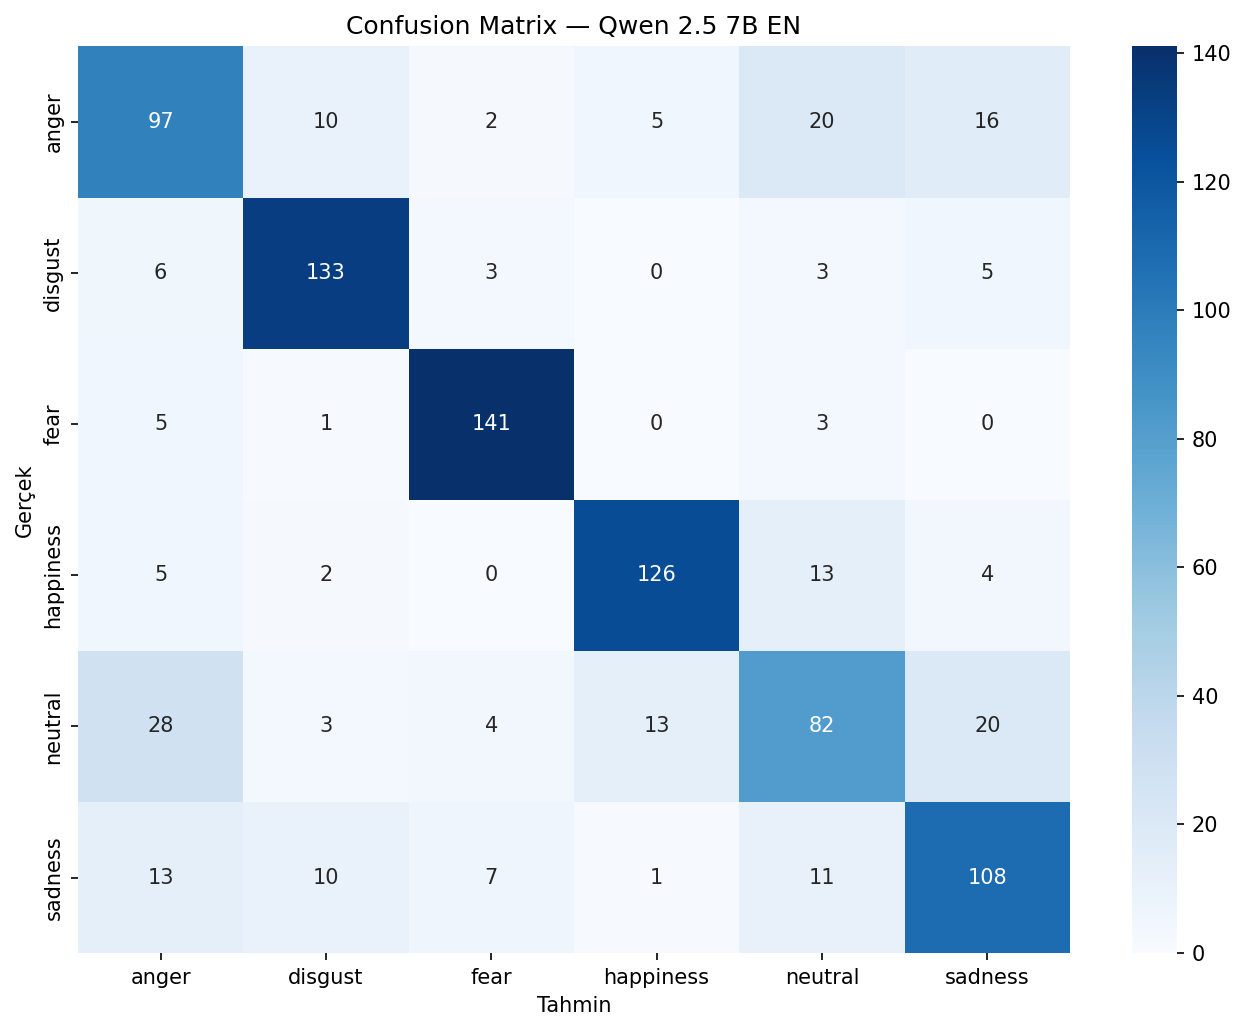 Confusion Matrix — Qwen 2.5 7B EN
anger 97 10 2 5 20 16
disgust 6 133 3 0 3 5
fear 5 1 141 0 3 0
happiness 5 2 0 126 13 4
neutral 28 3 4 13 82 20
sadness 13 10 7 1 11 108
anger disgust fear happiness neutral sadness
Gerçek
Tahmin
140
120
100
80
60
40
20
0